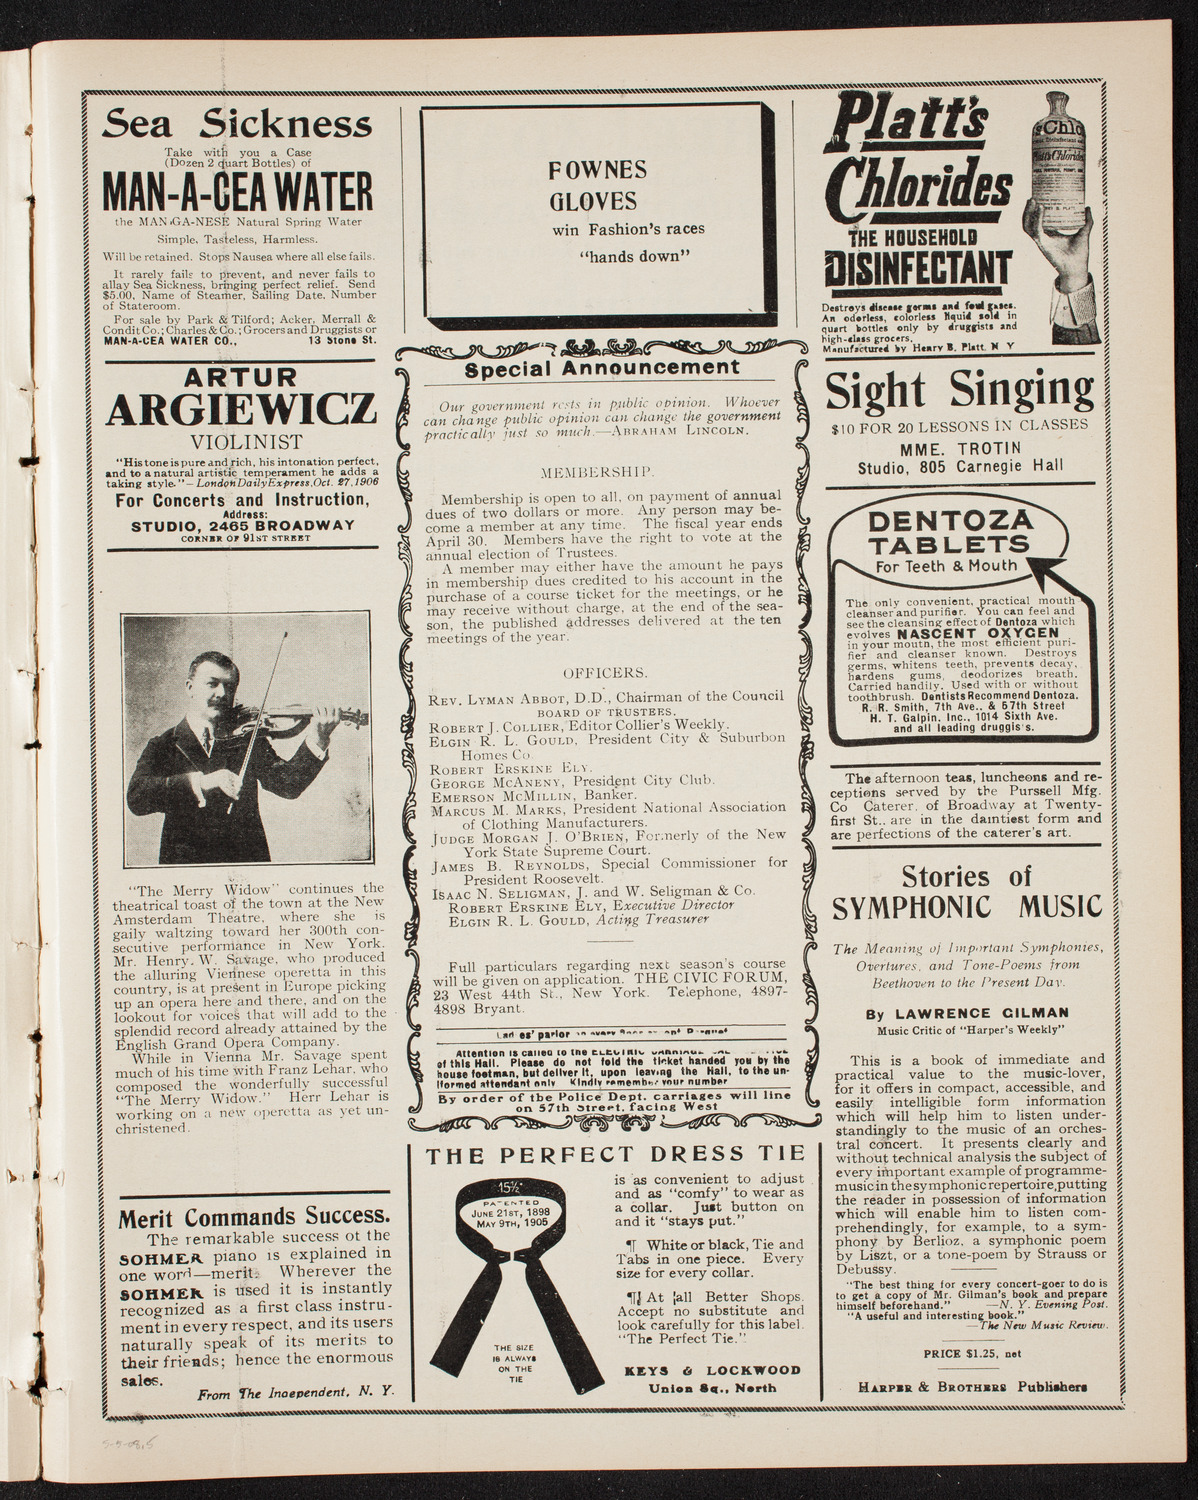 Sea Sickness
Take with you a Case
(Dozen 2 quart Bottles) of
MAN-A-CEA WATER
the MAN-GA-NESE Natural Spring Water
Simple, Tasteless, Harmless.
Will be retained. Stops Nausea where all else fails.
It rarely fails to prevent, and never fails to
allay Sea Sickness, bringing perfect relief. Send
$5.00, Name of Steamer, Sailing Date, Number
of Stateroom.
For sale by Park & Tilford; Acker, Merrall &
Condit Co.; Charles & Co.; Grocers and Druggists or
MAN-A-CEA WATER CO., 13 Stone St.
ARTUR
ARGIEWICZ
VIOLINIST
"His tone is pure and rich, his intonation perfect,
and to a natural artistic temperament he adds a
taking style."—London Daily Express, Oct. 27, 1906
For Concerts and Instruction,
Address:
STUDIO, 2465 BROADWAY
CORNER OF 91ST STREET
"The Merry Widow" continues the
theatrical toast of the town at the New
Amsterdam Theatre, where she is
gaily waltzing toward her 300th con-
secutive performance in New York.
Mr. Henry W. Savage, who produced
the alluring Viennese operetta in this
country, is at present in Europe picking
up an opera here and there, and on the
lookout for voices that will add to the
splendid record already attained by the
English Grand Opera Company.
While in Vienna Mr. Savage spent
much of his time with Franz Lehar, who
composed the wonderfully successful
"The Merry Widow." Herr Lehar is
working on a new operetta as yet un-
christened.
Merit Commands Success.
The remarkable success of the
SOHMER piano is explained in
one word—merit. Wherever the
SOHMER is used it is instantly
recognized as a first class instru-
ment in every respect, and its users
naturally speak of its merits to
their friends; hence the enormous
sales.
From The Independent, N. Y.
FOWNES
GLOVES
win Fashion's races
"hands down"
Special Announcement
Our government rests in public opinion. Whoever
can change public opinion can change the government
practically just so much.—ABRAHAM LINCOLN.
MEMBERSHIP.
Membership is open to all, on payment of annual
dues of two dollars or more. Any person may be-
come a member at any time. The fiscal year ends
April 30. Members have the right to vote at the
annual election of Trustees.
A member may either have the amount he pays
in membership dues credited to his account in the
purchase of a course ticket for the meetings, or he
may receive without charge, at the end of the sea-
son, the published addresses delivered at the ten
meetings of the year.
OFFICERS.
REV. LYMAN ABBOT, D.D., Chairman of the Council
BOARD OF TRUSTEES.
ROBERT J. COLLIER, Editor Collier's Weekly.
ELGIN R. L. GOULD, President City & Suburbon
Homes Co.
ROBERT ERSKINE ELY.
GEORGE MCANENY, President City Club.
EMERSON MCMILLIN, Banker.
MARCUS M. MARKS, President National Association
of Clothing Manufacturers.
JUDGE MORGAN J. O'BRIEN, Formerly of the New
York State Supreme Court.
JAMES B. REYNOLDS, Special Commissioner for
President Roosevelt.
ISAAC N. SELIGMAN, J. and W. Seligman & Co.
ROBERT ERSKINE ELY, Executive Director
ELGIN R. L. GOULD, Acting Treasurer
Full particulars regarding next season's course
will be given on application. THE CIVIC FORUM,
23 West 44th St., New York. Telephone, 4897-
4898 Bryant.
Ladies' parlor in every floor
Attention is called to the ELECTRIC CARRIAGE CALL
of this Hall. Please do not fold the ticket handed you by the
house footman, but deliver it, upon leaving the Hall, to the un-
iformed attendant only Kindly remember your number
By order of the Police Dept. carriages will line
on 57th Street, facing West
THE PERFECT DRESS TIE
15½
PATENTED
JUNE 21ST, 1898
MAY 9TH, 1905
THE SIZE
IS ALWAYS
ON THE
TIE
is as convenient to adjust
and as "comfy" to wear as
a collar. Just button on
and it "stays put."
¶ White or black, Tie and
Tabs in one piece. Every
size for every collar.
¶ At all Better Shops.
Accept no substitute and
look carefully for this label.
"The Perfect Tie."
KEYS & LOCKWOOD
Union Sq., North
Platt's
Chlorides
THE HOUSEHOLD
DISINFECTANT
Destroys disease germs and foul gases.
An odorless, colorless liquid sold in
quart bottles only by druggists and
high-class grocers.
Manufactured by Henry B. Platt, N Y
Sight Singing
$10 FOR 20 LESSONS IN CLASSES
MME. TROTIN
Studio, 805 Carnegie Hall
DENTOZA
TABLETS
For Teeth & Mouth
The only convenient, practical mouth
cleanser and purifier. You can feel and
see the cleansing effect of Dentoza which
evolves NASCENT OXYGEN
in your mouth, the most efficient puri-
fier and cleanser known. Destroys
germs, whitens teeth, prevents decay,
hardens gums, deodorizes breath.
Carried handily. Used with or without
toothbrush. Dentists Recommend Dentoza.
R. R. Smith, 7th Ave., & 57th Street
H. T. Galpin, Inc., 1014 Sixth Ave.
and all leading druggis's.
The afternoon teas, luncheons and re-
ceptions served by the Purssell Mfg.
Co Caterer, of Broadway at Twenty-
first St., are in the daintiest form and
are perfections of the caterer's art.
Stories of
SYMPHONIC MUSIC
The Meaning of Important Symphonies,
Overtures, and Tone-Poems from
Beethoven to the Present Day.
By LAWRENCE GILMAN
Music Critic of "Harper's Weekly"
This is a book of immediate and
practical value to the music-lover,
for it offers in compact, accessible, and
easily intelligible form information
which will help him to listen under-
standingly to the music of an orches-
tral concert. It presents clearly and
without technical analysis the subject of
every important example of programme-
music in the symphonic repertoire, putting
the reader in possession of information
which will enable him to listen com-
prehendingly, for example, to a sym-
phony by Berlioz, a symphonic poem
by Liszt, or a tone-poem by Strauss or
Debussy.
"The best thing for every concert-goer to do is
to get a copy of Mr. Gilman's book and prepare
himself beforehand." —N. Y. Evening Post.
"A useful and interesting book."
—The New Music Review.
PRICE $1.25, net
HARPER & BROTHERS Publishers